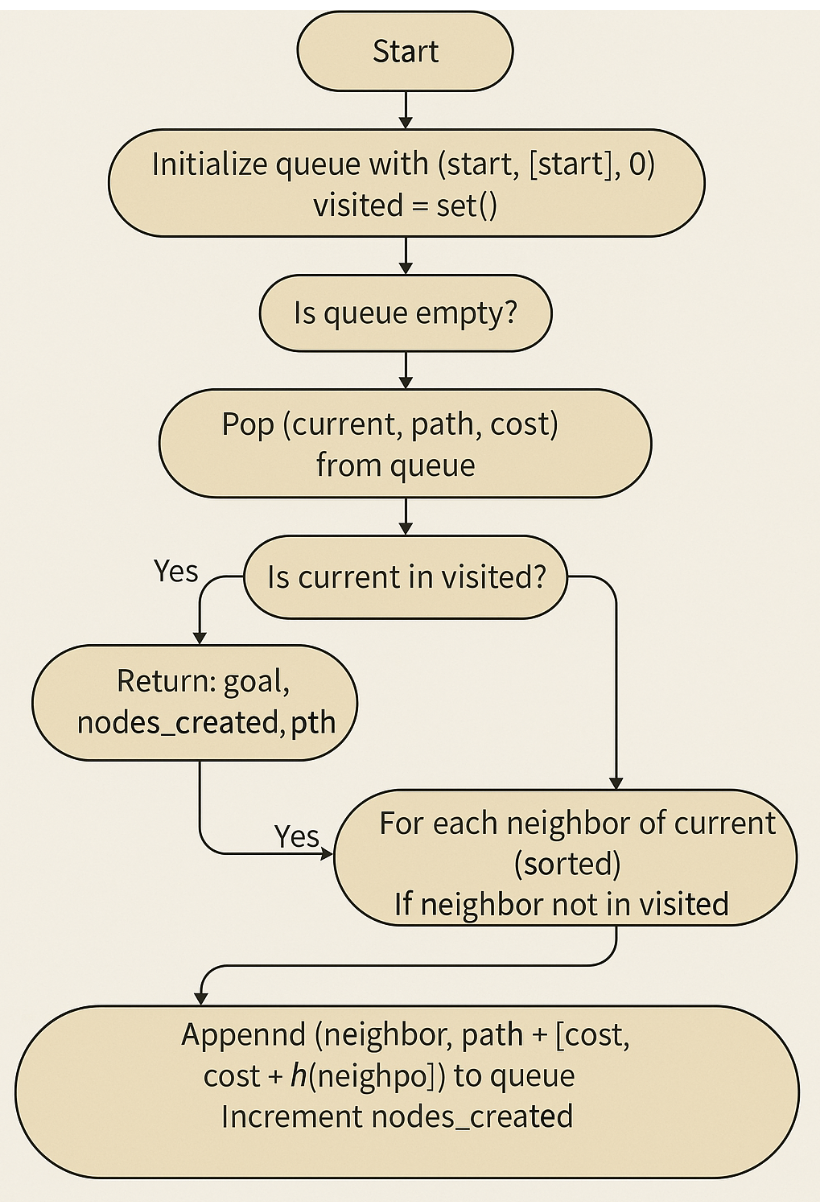 Start
Initialize queue with (start, [start], 0)
visited = set()
Is queue empty?
Pop (current, path, cost)
from queue
Is current in visited?
Yes
Return: goal,
nodes_created, pth
Yes
For each neighbor of current
(sorted)
If neighbor not in visited
Appennd (neighbor, path + [cost,
cost + h(neighpo]) to queue
Increment nodes_created